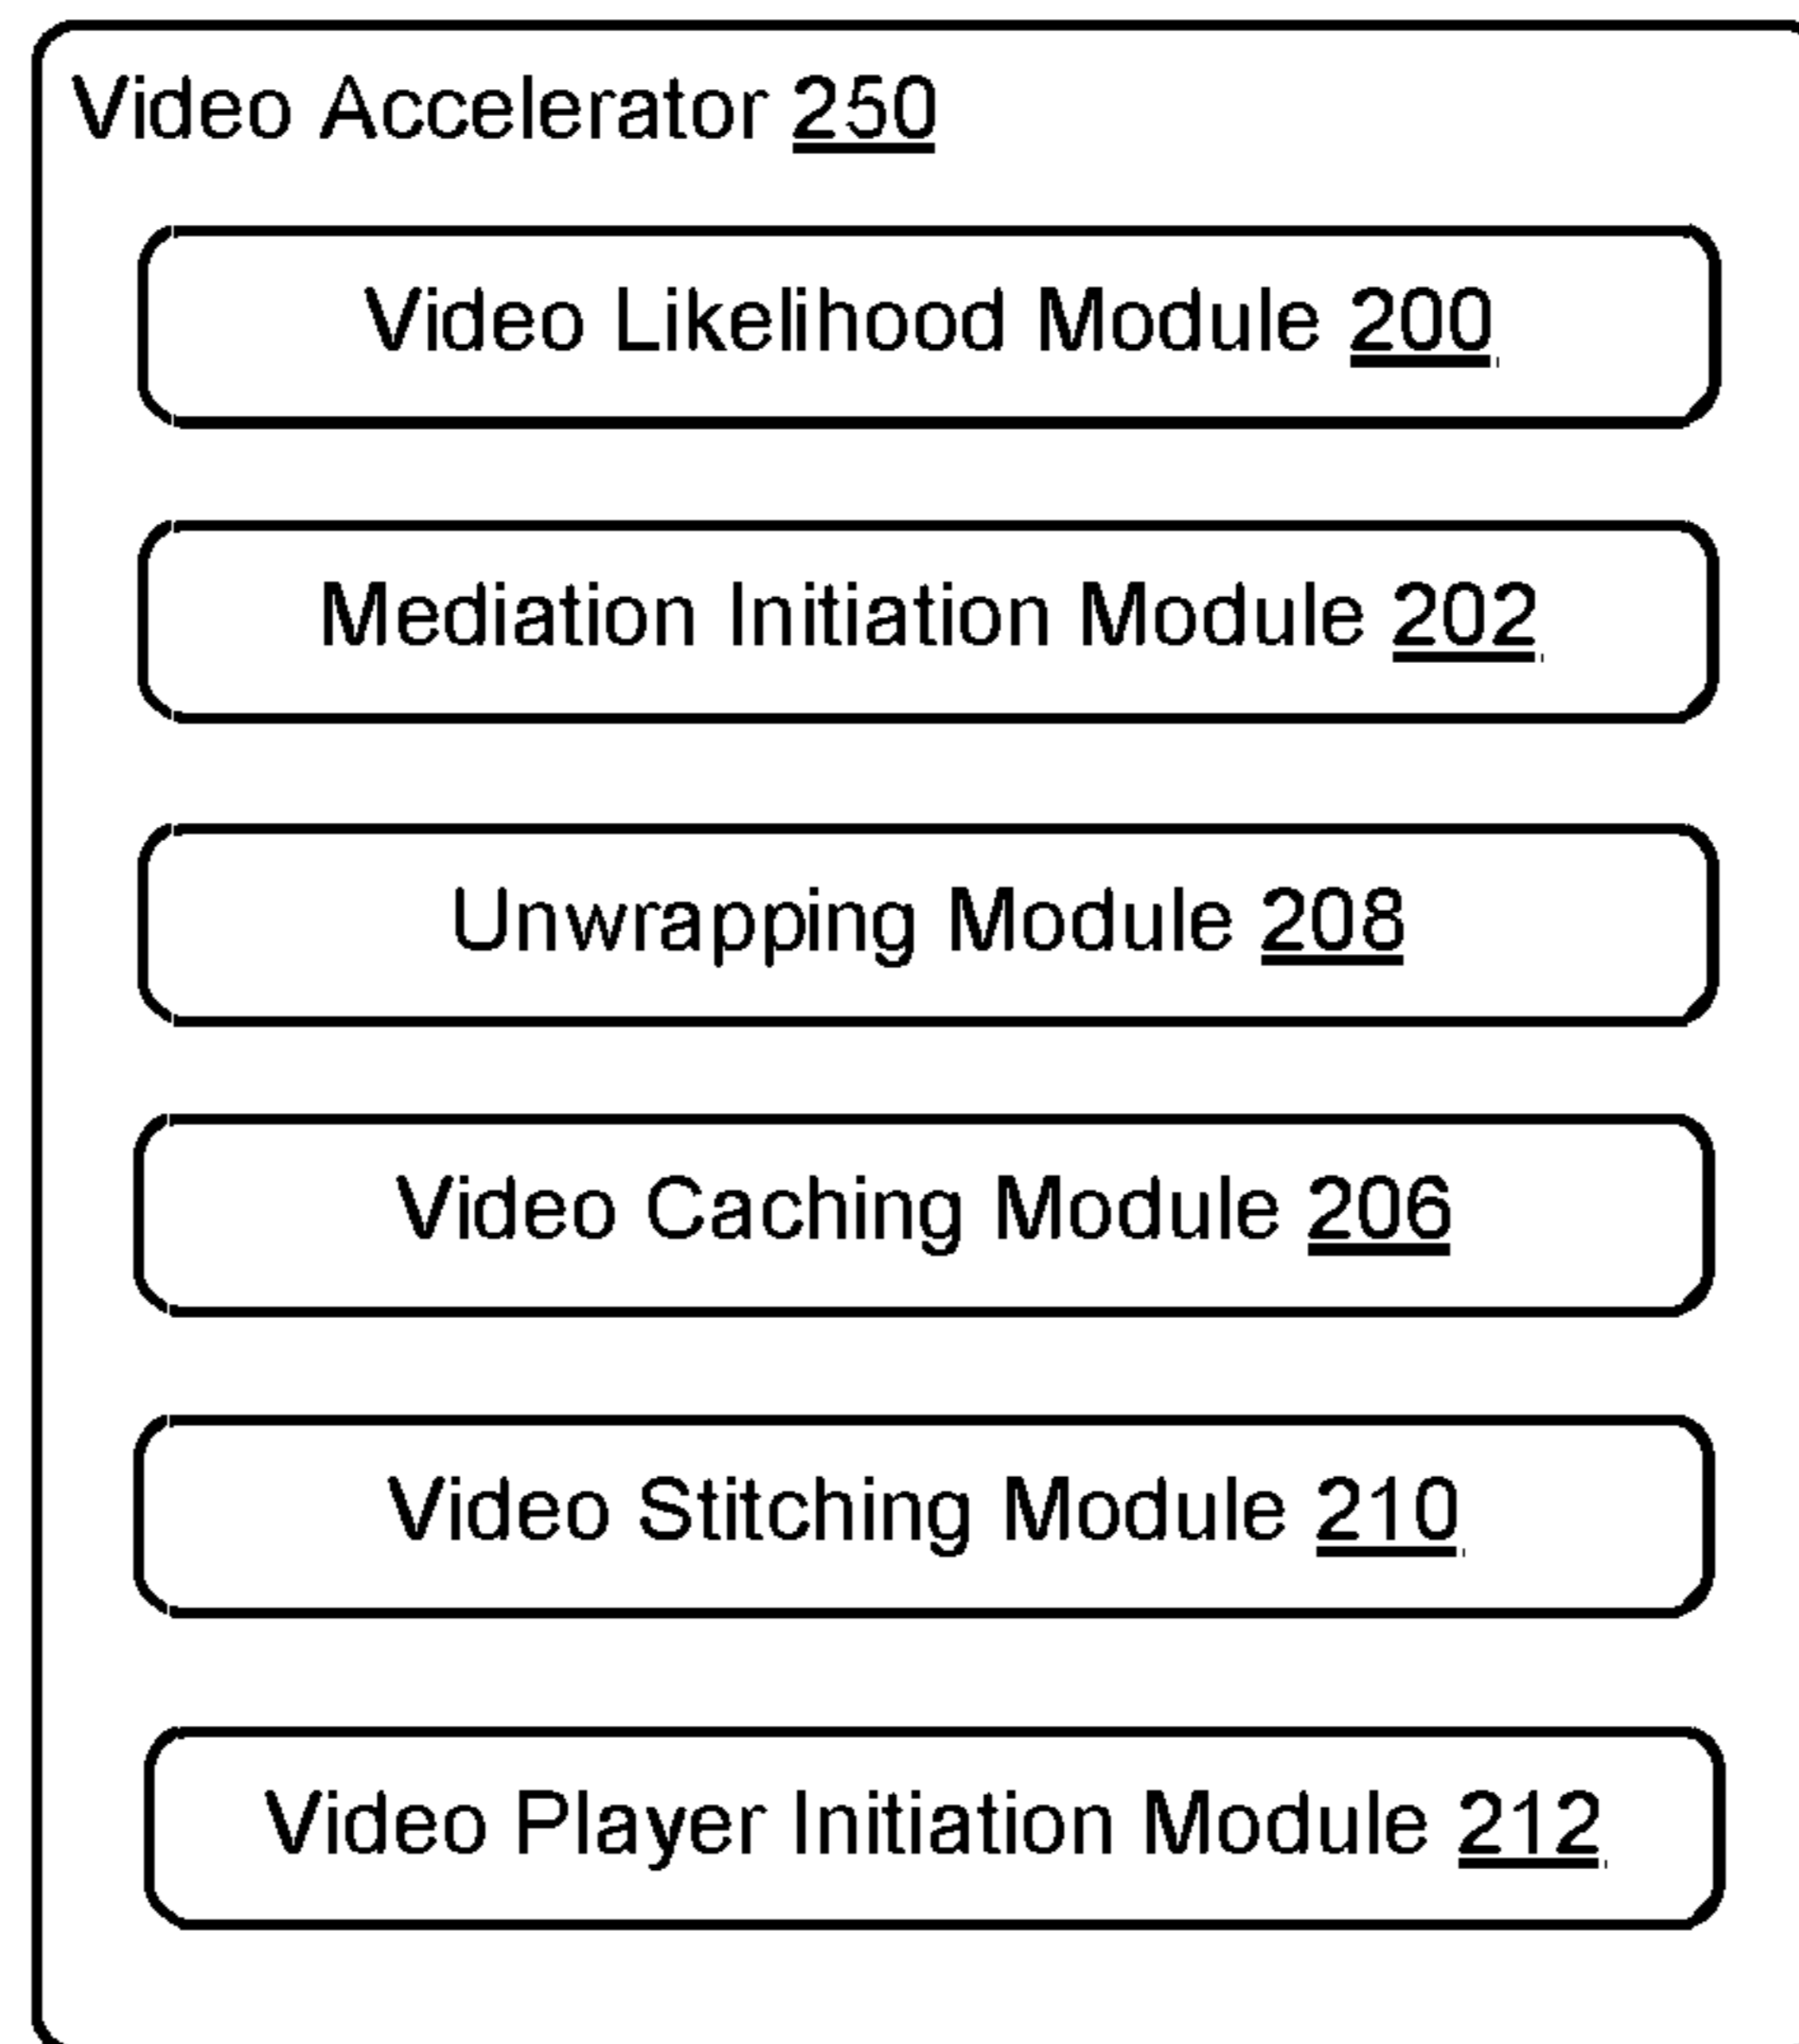 Video Accelerator 250
Video Likelihood Module 200
Mediation Initiation Module 202
Unwrapping Module 208
Video Caching Module 206
Video Stitching Module 210
Video Player Initiation Module 212